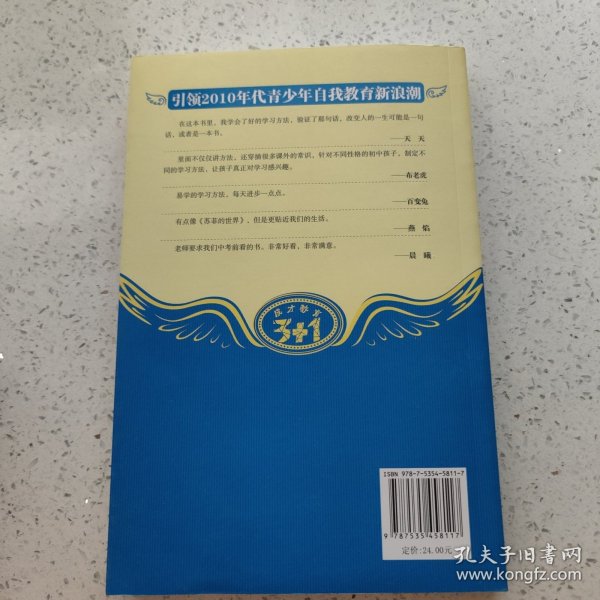 引领2010年代青少年自我教育新浪潮
在这本书里，我学会了好的学习方法，验证了那句话，改变人的一生可能是一句
话，或者是一本书。
——天 天
里面不仅仅讲方法，还穿插很多课外的常识，针对不同性格的初中孩子，制定不
同的学习方法，让孩子真正对学习感兴趣。
——布老虎
易学的学习方法，每天进步一点点。
——百变兔
有点像《苏菲的世界》，但是更贴近我们的生活。
——燕 焰
老师要求我们中考前看的书。非常好看，非常满意。
——晨 曦
3+1
ISBN 978-7-5354-5811-7
9 787535 458117
定价:24.00元
孔夫子旧书网
www.kongfz.com